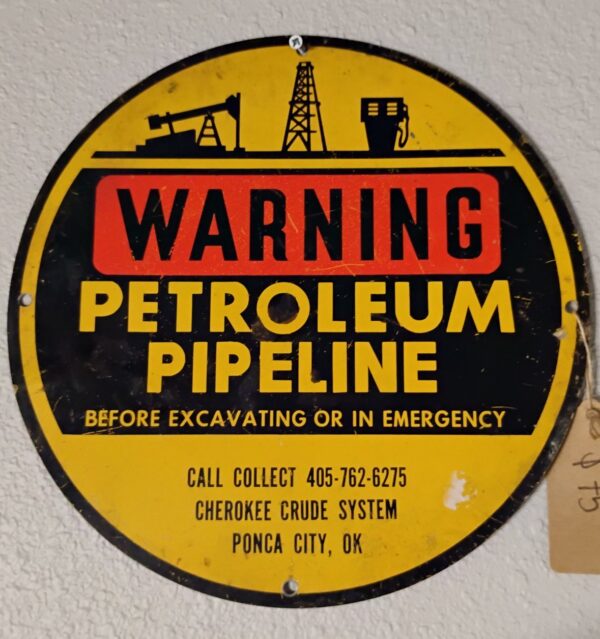 WARNING
PETROLEUM
PIPELINE
BEFORE EXCAVATING OR IN EMERGENCY
CALL COLLECT 405-762-6275
CHEROKEE CRUDE SYSTEM
PONCA CITY, OK